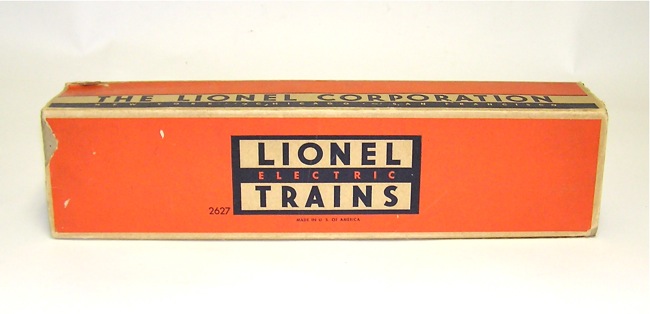 THE LIONEL CORPORATION
NEW YORK CHICAGO SAN FRANCISCO
LIONEL
ELECTRIC
TRAINS
2627
MADE IN U. S. OF AMERICA